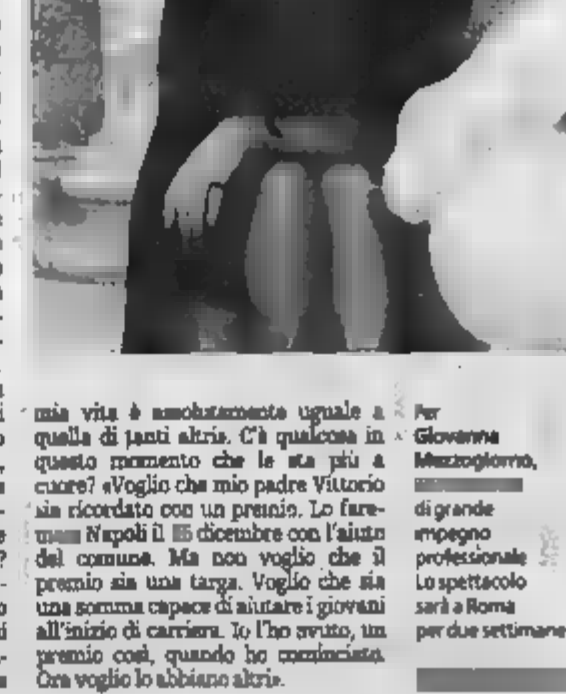 mia vita è assolutamente uguale a
quella di tanti altri». C'è qualcosa in
questo momento che le sta più a
cuore? «Voglio che mio padre Vittorio
sia ricordato con un premio. Lo fare-
Napoli il dicembre con l'aiuto
del comune. Ma non voglio che il
premio sia una targa. Voglio che sia
una somma capace di aiutare i giovani
all'inizio di carriera. Io l'ho avuto, un
premio così, quando ho cominciato.
Ora voglio lo abbiano altri».
Per
Giovanna
Mezzogiorno,
di grande
impegno
professionale
Lo spettacolo
sarà a Roma
per due settimane